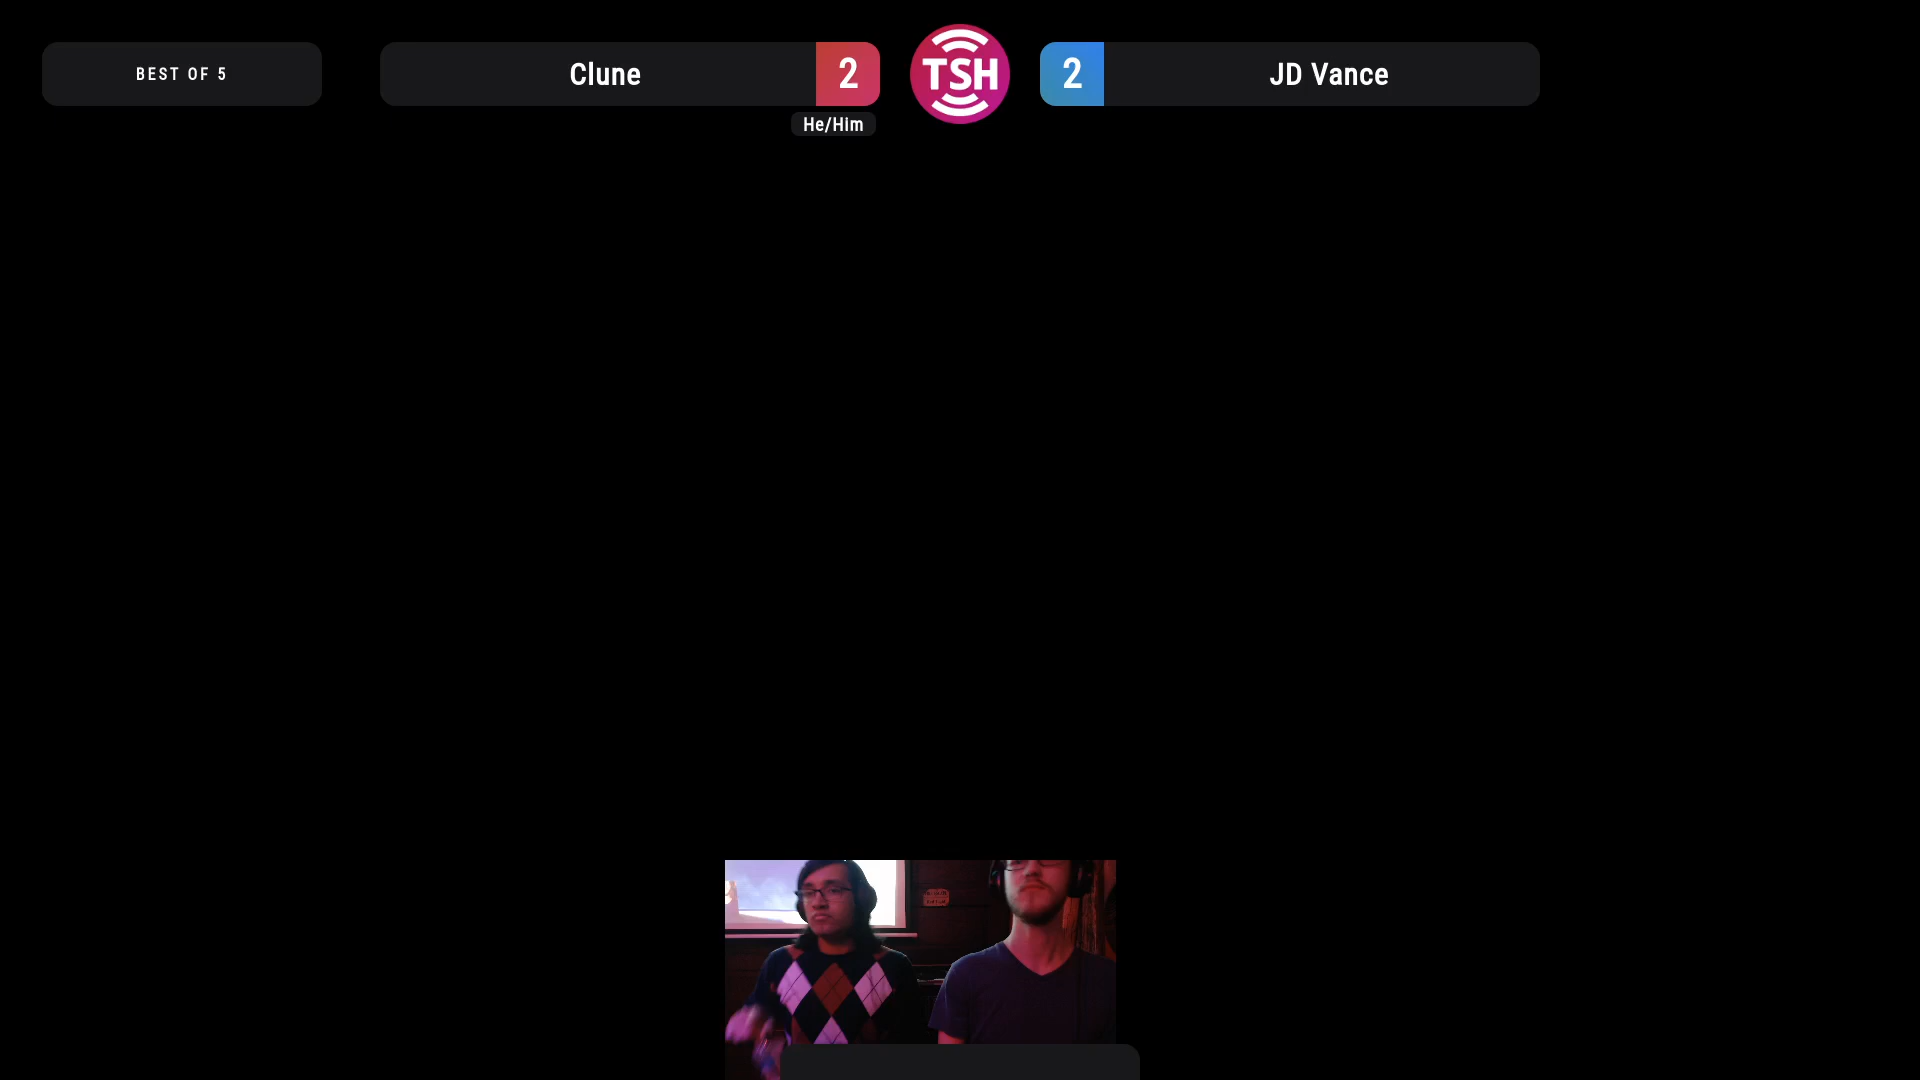 BEST OF 5
Clune
2
TSH
2
JD Vance
He/Him